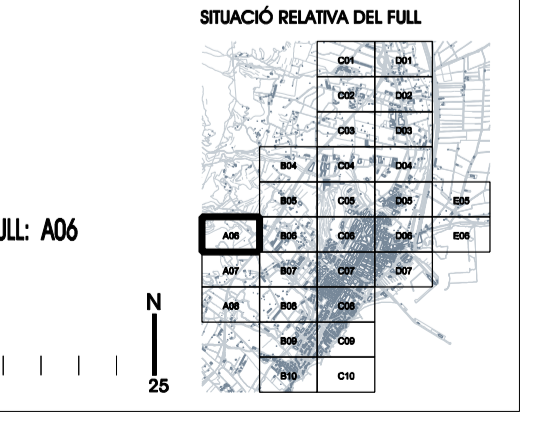 SITUACIÓ RELATIVA DEL FULL
C01 D01
C02 D02
C03 D03
B04 C04 D04
B05 C05 D05 E05
A06 B06 C06 D06 E06
A07 B07 C07 D07
A08 B08 C08
B09 C09
B10 C10
ULL: A06
N
25